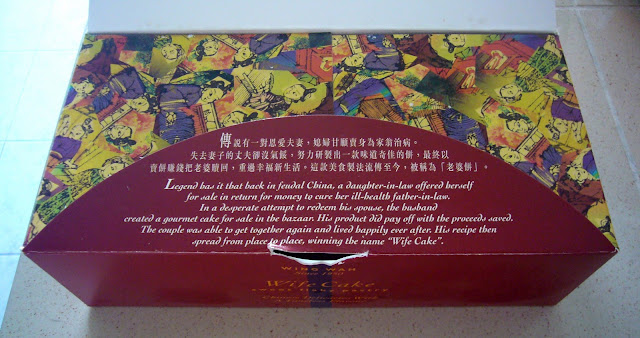 傳說有一對恩愛夫妻，媳婦甘願賣身為家翁治病。
失去妻子的丈夫卻沒氣餒，努力研製出一款味道奇佳的餅，最終以
賣餅賺錢把老婆贖回，重過幸福新生活。這款美食製法流傳至今，被稱為「老婆餅」。
Legend has it that back in feudal China, a daughter-in-law offered herself
for sale in return for money to cure her ill-health father-in-law.
In a desperate attempt to redeem his spouse, the husband
created a gourmet cake for sale in the bazaar. His product did pay off with the proceeds saved.
The couple was able to get together again and lived happily ever after. His recipe then
spread from place to place, winning the name "Wife Cake".
WING WAH
Since 1950
Wife Cake